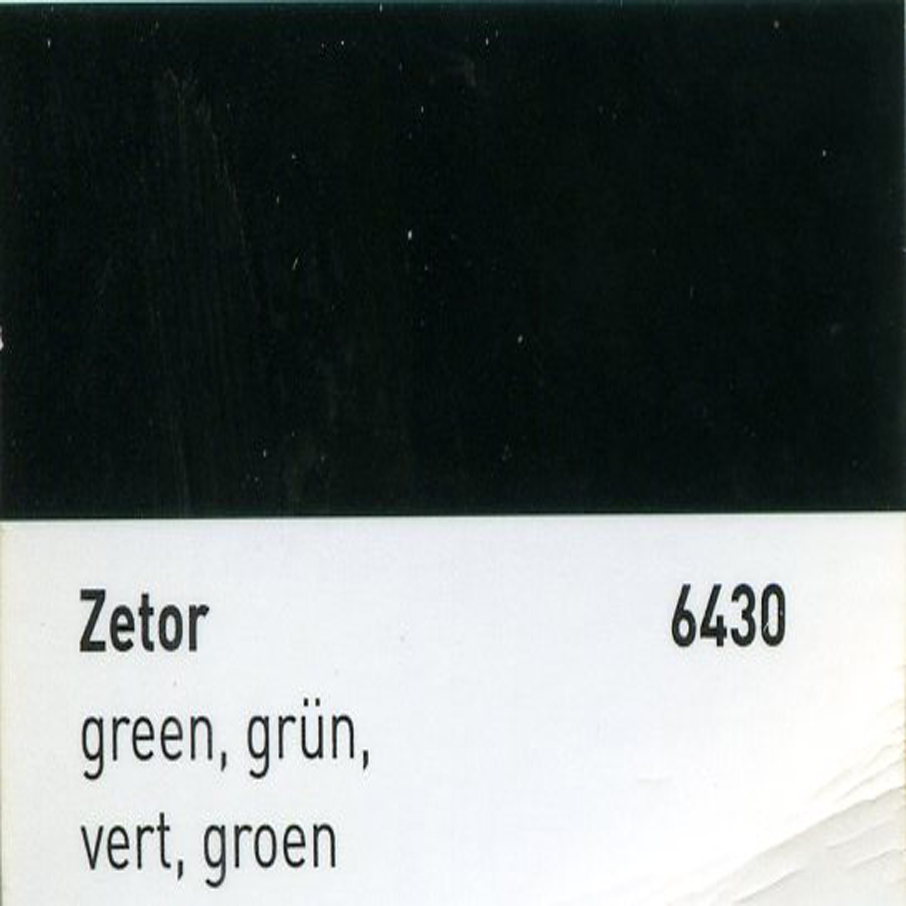 Zetor 6430
green, grün,
vert, groen